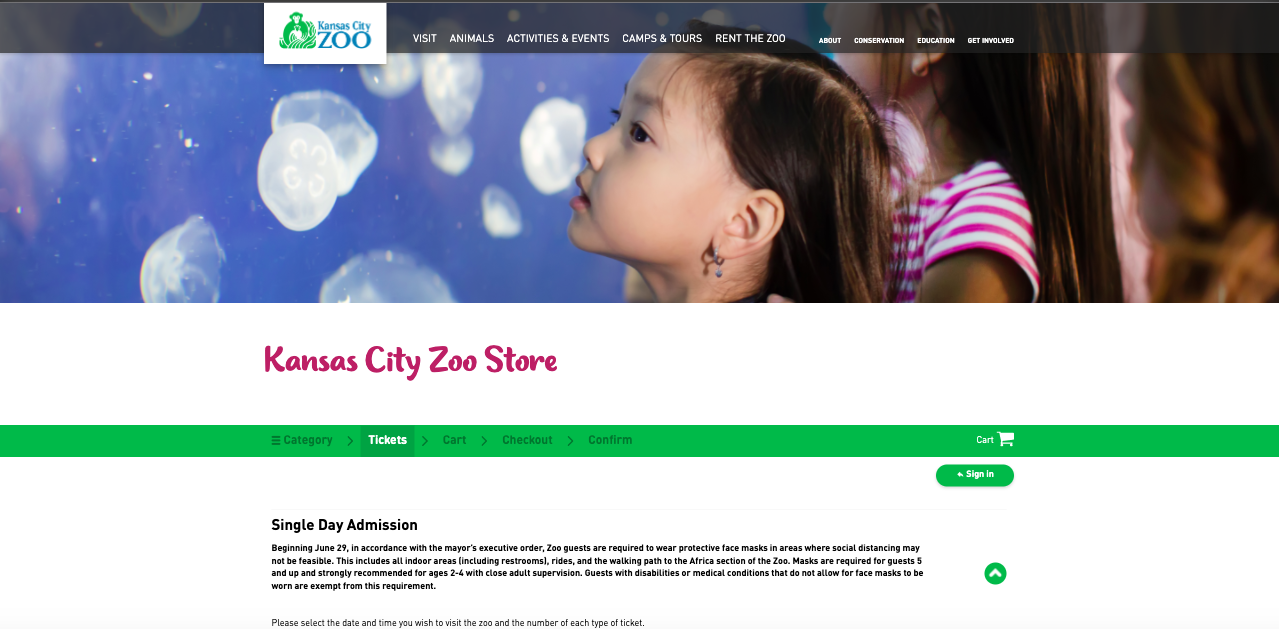 Kansas City
ZOO
VISIT ANIMALS ACTIVITIES & EVENTS CAMPS & TOURS RENT THE ZOO ABOUT CONSERVATION EDUCATION GET INVOLVED
Kansas City Zoo Store
Category Tickets Cart Checkout Confirm Cart
Sign In
Single Day Admission
Beginning June 29, in accordance with the mayor's executive order, Zoo guests are required to wear protective face masks in areas where social distancing may
not be feasible. This includes all indoor areas (including restrooms), rides, and the walking path to the Africa section of the Zoo. Masks are required for guests 5
and up and strongly recommended for ages 2-4 with close adult supervision. Guests with disabilities or medical conditions that do not allow for face masks to be
worn are exempt from this requirement.
Please select the date and time you wish to visit the zoo and the number of each type of ticket.